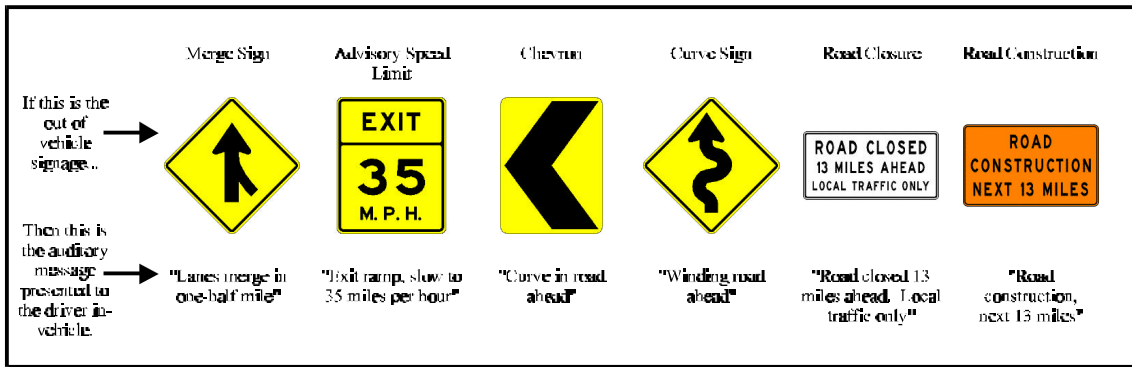 Merge Sign
Advisory Speed
Limit
Chevron
Curve Sign
Road Closure
Road Construction
If this is the
out of
vehicle
signage...
EXIT
35
M. P. H.
ROAD CLOSED
13 MILES AHEAD
LOCAL TRAFFIC ONLY
ROAD
CONSTRUCTION
NEXT 13 MILES
Then this is
the auditory
message
presented to
the driver in-
vehicle.
"Lanes merge in
one-half mile"
"Exit ramp, slow to
35 miles per hour"
"Curve in road
ahead"
"Winding road
ahead"
"Road closed 13
miles ahead. Local
traffic only"
"Road
construction,
next 13 miles"